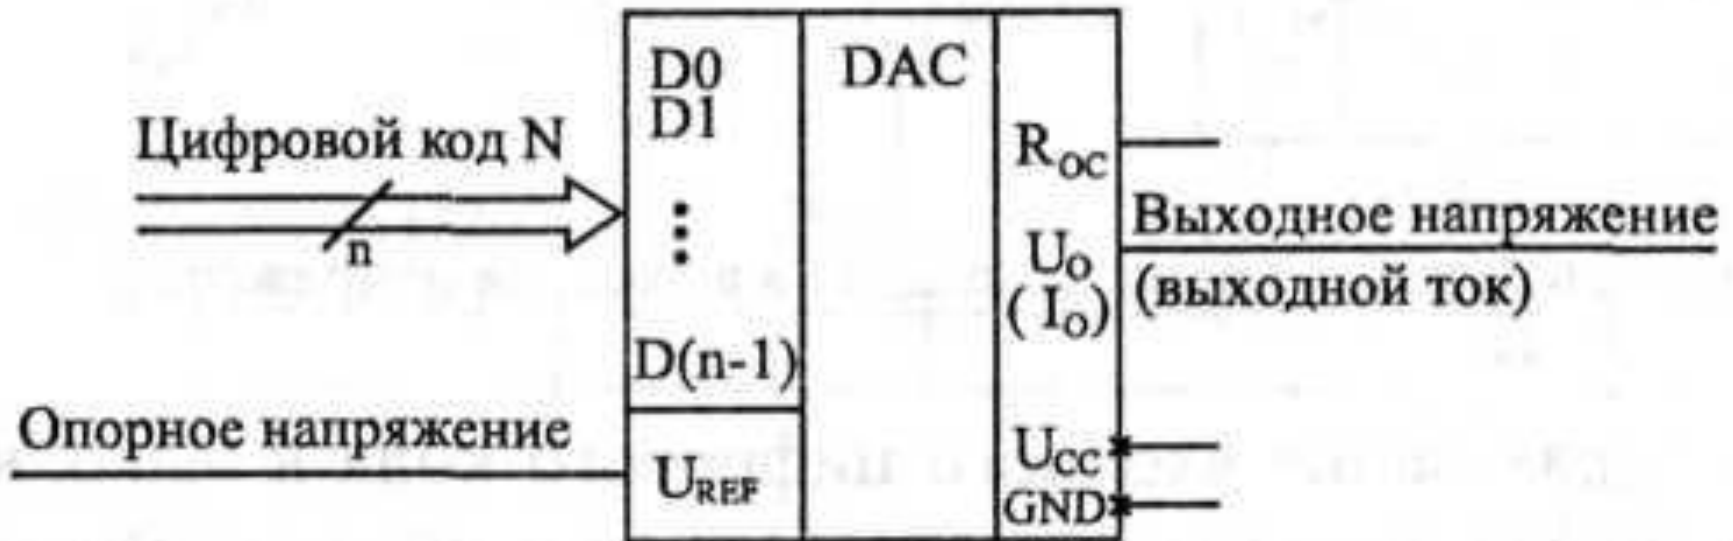 D0
DAC
D1
Цифровой код N
R_OC
n
Выходное напряжение
U_O
(I_O)
(выходной ток)
D(n-1)
Опорное напряжение
U_REF
U_CC
GND